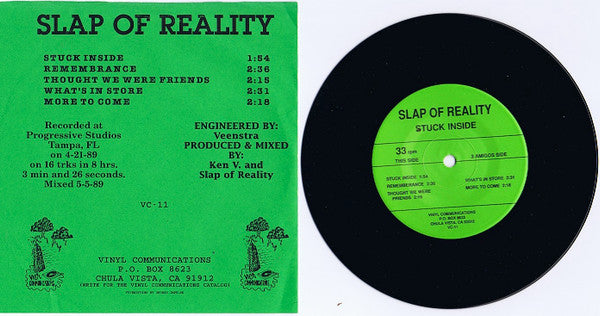 SLAP OF REALITY
STUCK INSIDE 1:54
REMEMBRANCE 2:36
THOUGHT WE WERE FRIENDS 2:15
WHAT'S IN STORE 2:31
MORE TO COME 2:18
Recorded at
Progressive Studios
Tampa, FL
on 4-21-89
on 16 trks in 8 hrs.
3 min and 26 seconds.
Mixed 5-5-89
ENGINEERED BY:
Veenstra
PRODUCED & MIXED
BY:
Ken V. and
Slap of Reality
VC-11
VINYL COMMUNICATIONS
P.O. BOX 8623
CHULA VISTA, CA 91912
(WRITE FOR THE VINYL COMMUNICATIONS CATALOG)
SLAP OF REALITY
STUCK INSIDE
33 rpm
THIS SIDE
3 AMIGOS SIDE
STUCK INSIDE 1:54
REMEMBERANCE 2:36
THOUGHT WE WERE
FRIENDS 2:15
WHAT'S IN STORE 2:31
MORE TO COME 2:18
VINYL COMMUNICATIONS
P.O. BOX 8623
CHULA VISTA, CA 91912
VC-11